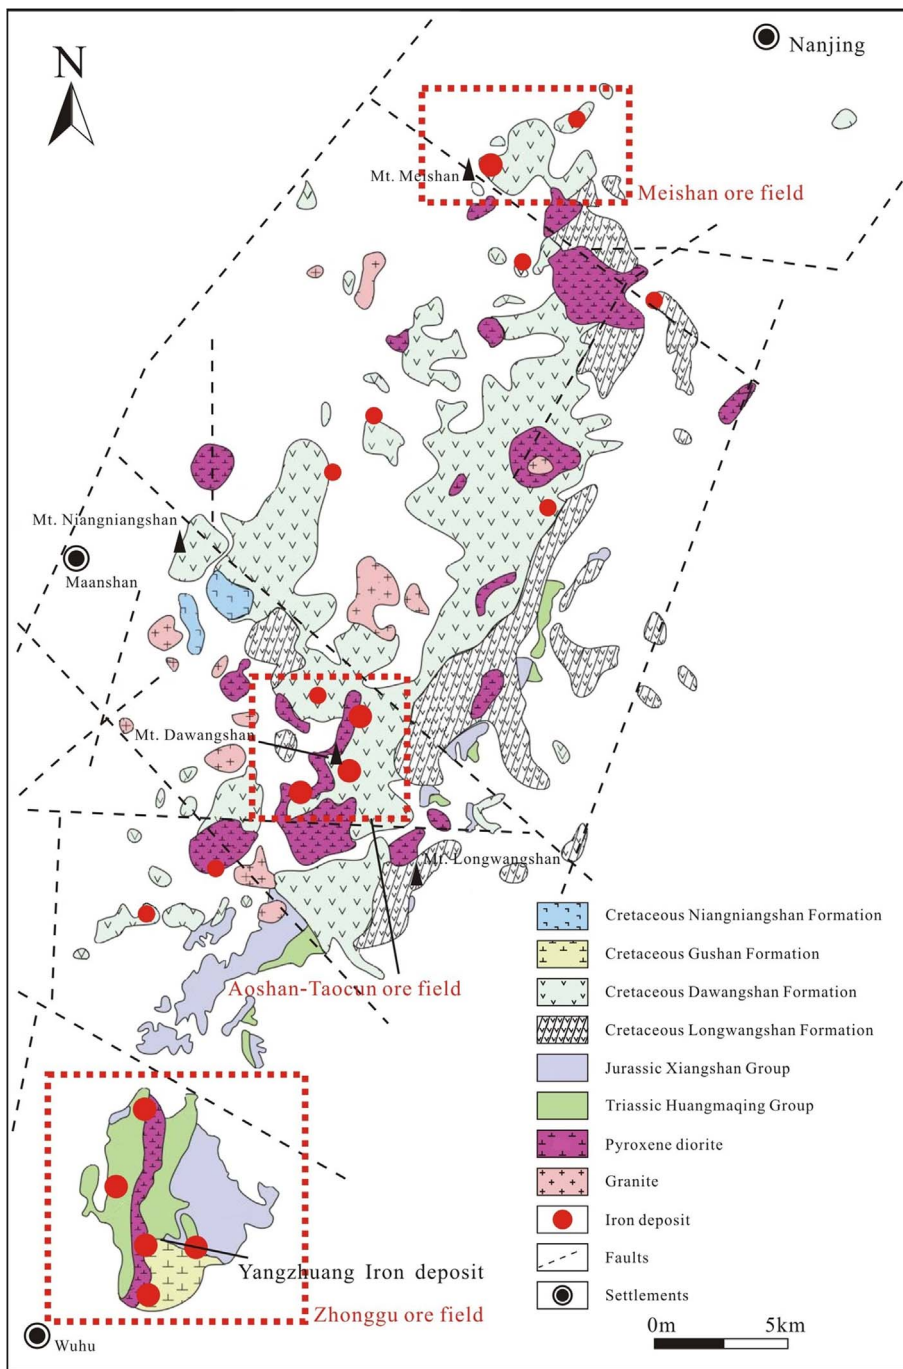 Nanjing
N
Mt. Meishan
Meishan ore field
Mt. Niangniangshan
Maanshan
Mt. Dawangshan
Mt. Longwangshan
Cretaceous Niangniangshan Formation
Cretaceous Gushan Formation
Aoshan-Taocun ore field
Cretaceous Dawangshan Formation
Cretaceous Longwangshan Formation
Jurassic Xiangshan Group
Triassic Huangmaqing Group
Pyroxene diorite
Granite
Iron deposit
Faults
Settlements
Yangzhuang Iron deposit
Zhonggu ore field
Wuhu
0m 5km